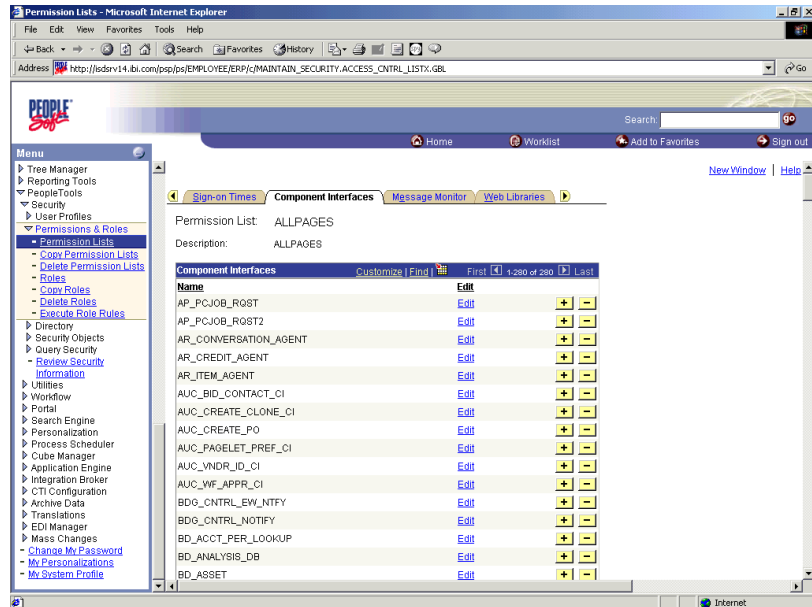 Permission Lists - Microsoft Internet Explorer
File Edit View Favorites Tools Help
Back Search Favorites History
Address http://isdsrv14.ibi.com/psp/ps/EMPLOYEE/ERP/c/MAINTAIN_SECURITY.ACCESS_CNTRL_LISTX.GBL Go
PEOPLE
Soft
Search: go
Home Worklist Add to Favorites Sign out
Menu
Tree Manager
Reporting Tools
PeopleTools
Security
User Profiles
Permissions & Roles
- Permission Lists
- Copy Permission Lists
- Delete Permission Lists
- Roles
- Copy Roles
- Delete Roles
- Execute Role Rules
Directory
Security Objects
Query Security
- Review Security
Information
Utilities
Workflow
Portal
Search Engine
Personalization
Process Scheduler
Cube Manager
Application Engine
Integration Broker
CTI Configuration
Archive Data
Translations
EDI Manager
Mass Changes
- Change My Password
- My Personalizations
- My System Profile
New Window | Help
Sign-on Times Component Interfaces Message Monitor Web Libraries
Permission List: ALLPAGES
Description: ALLPAGES
Component Interfaces Customize | Find | First 1-280 of 280 Last
Name Edit
AP_PCJOB_RQST Edit + -
AP_PCJOB_RQST2 Edit + -
AR_CONVERSATION_AGENT Edit + -
AR_CREDIT_AGENT Edit + -
AR_ITEM_AGENT Edit + -
AUC_BID_CONTACT_CI Edit + -
AUC_CREATE_CLONE_CI Edit + -
AUC_CREATE_PO Edit + -
AUC_PAGELET_PREF_CI Edit + -
AUC_VNDR_ID_CI Edit + -
AUC_WF_APPR_CI Edit + -
BDG_CNTRL_EW_NTFY Edit + -
BDG_CNTRL_NOTIFY Edit + -
BD_ACCT_PER_LOOKUP Edit + -
BD_ANALYSIS_DB Edit + -
BD_ASSET Edit + -
Internet